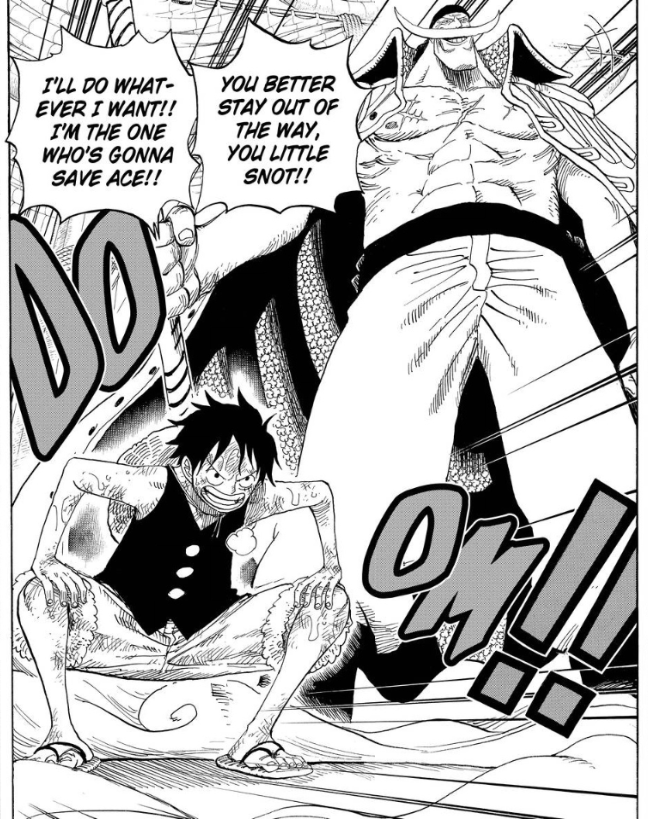 I'LL DO WHAT-
EVER I WANT!!
I'M THE ONE
WHO'S GONNA
SAVE ACE!!
YOU BETTER
STAY OUT OF
THE WAY,
YOU LITTLE
SNOT!!
DO
OM!!